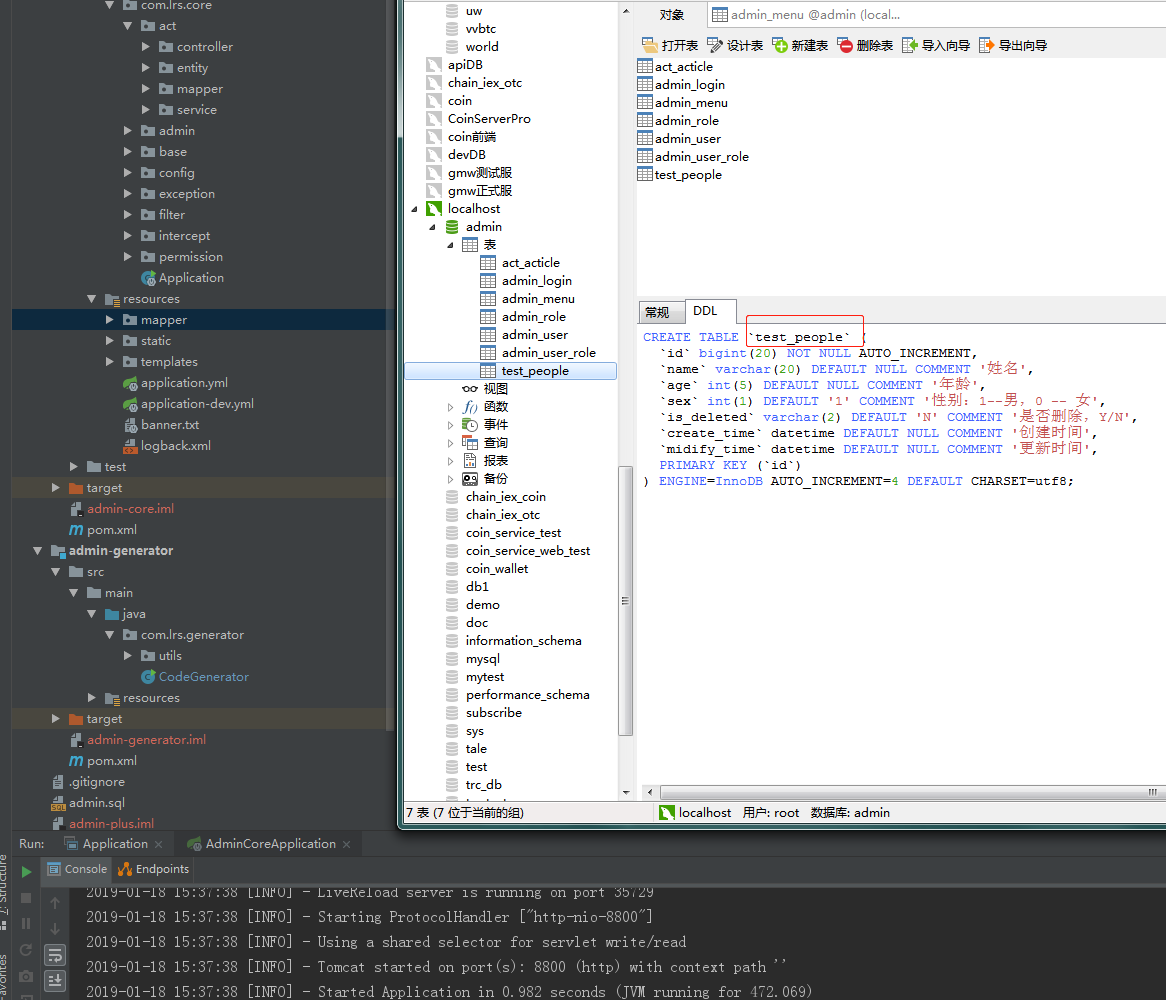 com.lrs.core
act
controller
entity
mapper
service
admin
base
config
exception
filter
intercept
permission
Application
resources
mapper
static
templates
application.yml
application-dev.yml
banner.txt
logback.xml
test
target
admin-core.iml
pom.xml
admin-generator
src
main
java
com.lrs.generator
utils
CodeGenerator
resources
target
admin-generator.iml
pom.xml
.gitignore
admin.sql
admin-plus.iml
uw
vvbtc
world
apiDB
chain_iex_otc
coin
CoinServerPro
coin前端
devDB
gmw测试服
gmw正式服
localhost
admin
表
act_acticle
admin_login
admin_menu
admin_role
admin_user
admin_user_role
test_people
视图
函数
事件
查询
报表
备份
chain_iex_coin
chain_iex_otc
coin_service_test
coin_service_web_test
coin_wallet
db1
demo
doc
information_schema
mysql
mytest
performance_schema
subscribe
sys
tale
test
trc_db
对象 admin_menu @admin (local...
打开表 设计表 新建表 删除表 导入向导 导出向导
act_acticle
admin_login
admin_menu
admin_role
admin_user
admin_user_role
test_people
常规 DDL
CREATE TABLE `test_people` (
`id` bigint(20) NOT NULL AUTO_INCREMENT,
`name` varchar(20) DEFAULT NULL COMMENT '姓名',
`age` int(5) DEFAULT NULL COMMENT '年龄',
`sex` int(1) DEFAULT '1' COMMENT '性别：1--男，0 -- 女',
`is_deleted` varchar(2) DEFAULT 'N' COMMENT '是否删除，Y/N',
`create_time` datetime DEFAULT NULL COMMENT '创建时间',
`midify_time` datetime DEFAULT NULL COMMENT '更新时间',
PRIMARY KEY (`id`)
) ENGINE=InnoDB AUTO_INCREMENT=4 DEFAULT CHARSET=utf8;
7 表 (7 位于当前的组) localhost 用户: root 数据库: admin
Run: Application AdminCoreApplication
Console Endpoints
2019-01-18 15:37:38 [INFO] - LiveReload server is running on port 35729
2019-01-18 15:37:38 [INFO] - Starting ProtocolHandler ["http-nio-8800"]
2019-01-18 15:37:38 [INFO] - Using a shared selector for servlet write/read
2019-01-18 15:37:38 [INFO] - Tomcat started on port(s): 8800 (http) with context path ''
2019-01-18 15:37:38 [INFO] - Started Application in 0.982 seconds (JVM running for 472.069)